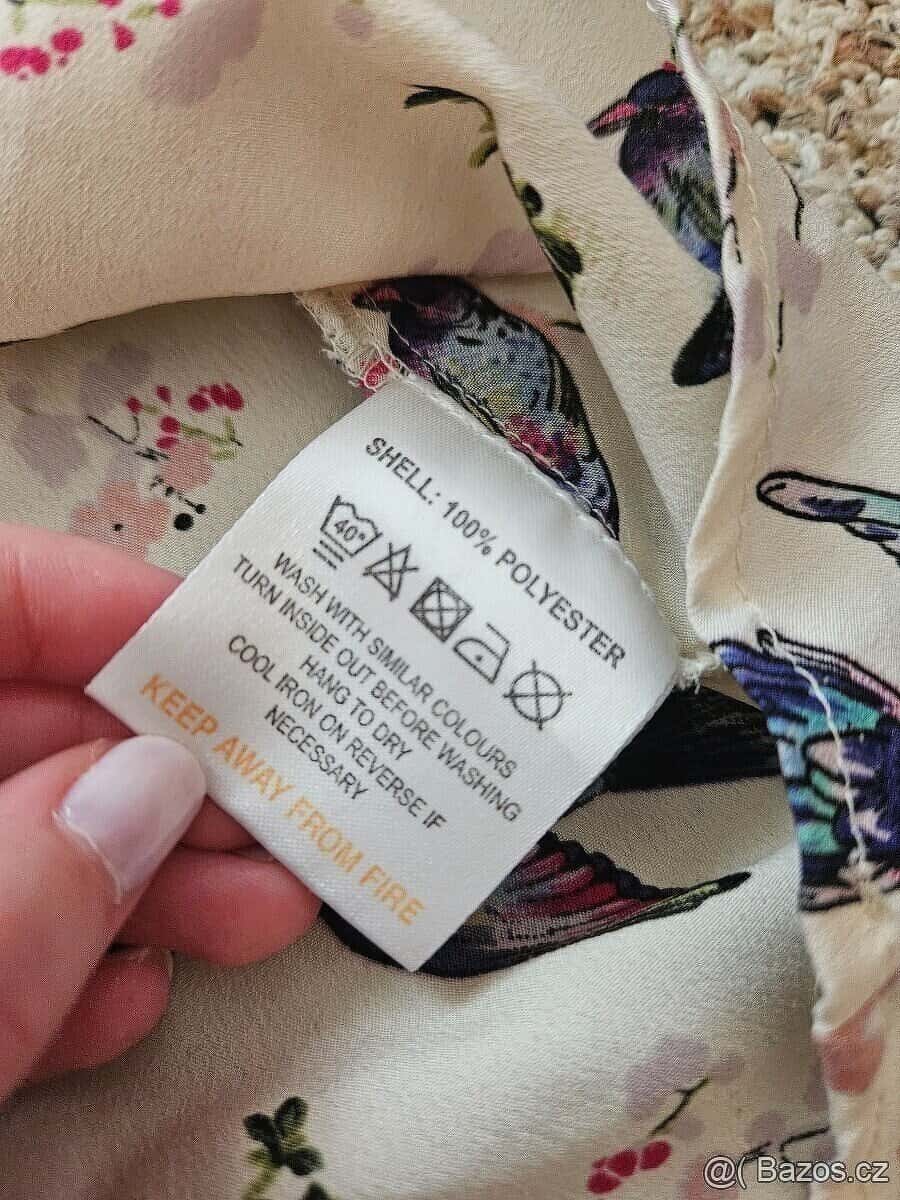 SHELL: 100% POLYESTER
40°
WASH WITH SIMILAR COLOURS
TURN INSIDE OUT BEFORE WASHING
HANG TO DRY
COOL IRON ON REVERSE IF
NECESSARY
KEEP AWAY FROM FIRE
@( Bazos.cz